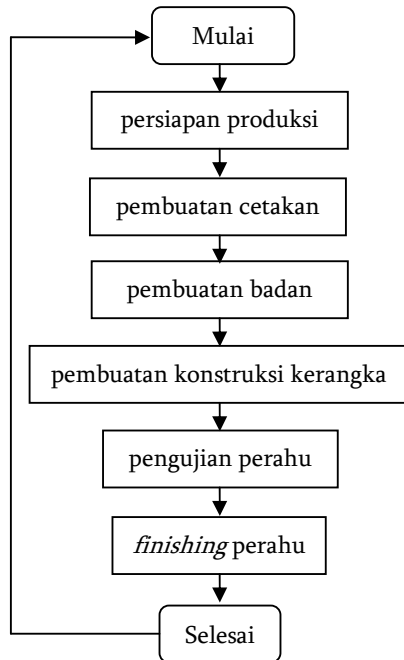 Mulai
persiapan produksi
pembuatan cetakan
pembuatan badan
pembuatan konstruksi kerangka
pengujian perahu
finishing perahu
Selesai